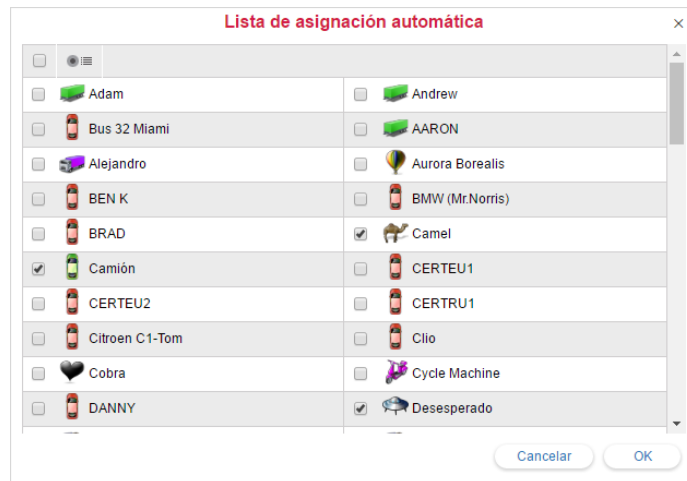 Lista de asignación automática
Adam Andrew
Bus 32 Miami AARON
Alejandro Aurora Borealis
BEN K BMW (Mr.Norris)
BRAD Camel
Camión CERTEU1
CERTEU2 CERTRU1
Citroen C1-Tom Clio
Cobra Cycle Machine
DANNY Desesperado
Cancelar OK